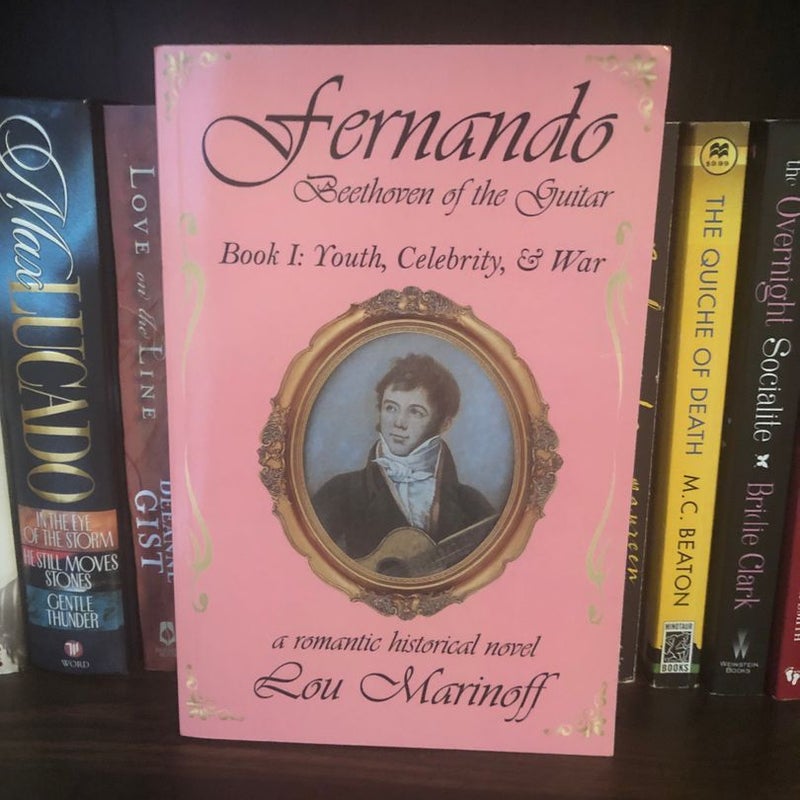 Fernando
Beethoven of the Guitar
Book I: Youth, Celebrity, & War
a romantic historical novel
Lou Marinoff
Max LUCADO
IN THE EYE
OF THE STORM
HE STILL MOVES
STONES
GENTLE
THUNDER
WORD
LOVE on the LINE
DEEANNE
GIST
maureen
$9.99
THE QUICHE OF DEATH M.C. BEATON
MINOTAUR
BOOKS
the Overnight Socialite Bridie Clark
WEINSTEIN
BOOKS